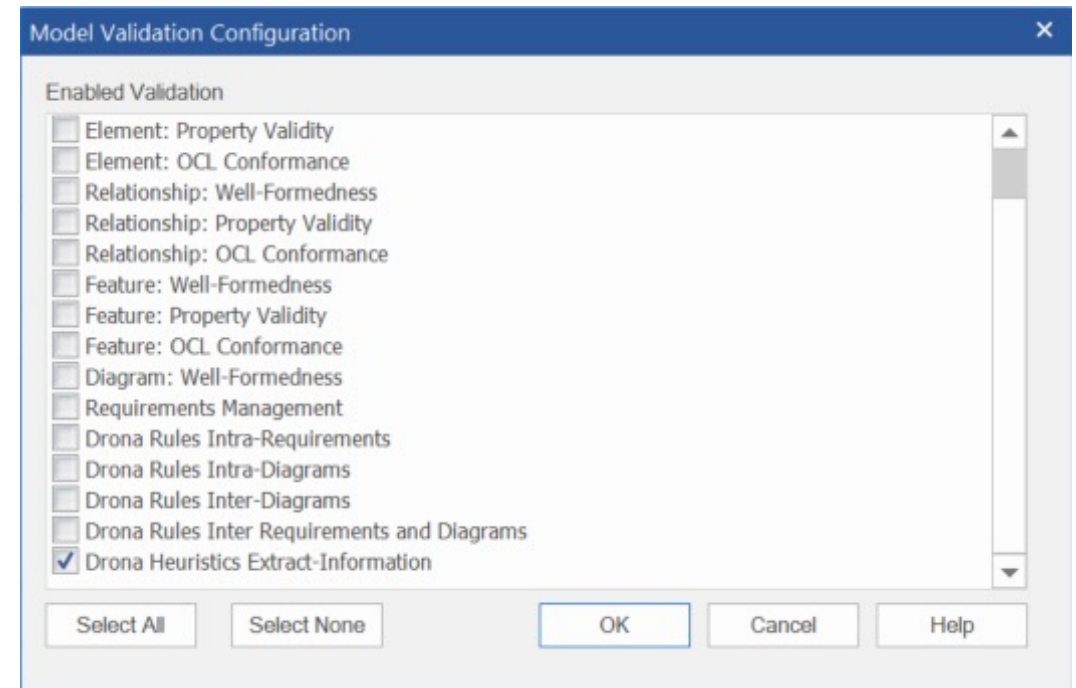 Model Validation Configuration
Enabled Validation
Element: Property Validity
Element: OCL Conformance
Relationship: Well-Formedness
Relationship: Property Validity
Relationship: OCL Conformance
Feature: Well-Formedness
Feature: Property Validity
Feature: OCL Conformance
Diagram: Well-Formedness
Requirements Management
Drona Rules Intra-Requirements
Drona Rules Intra-Diagrams
Drona Rules Inter-Diagrams
Drona Rules Inter Requirements and Diagrams
Drona Heuristics Extract-Information
Select All Select None OK Cancel Help